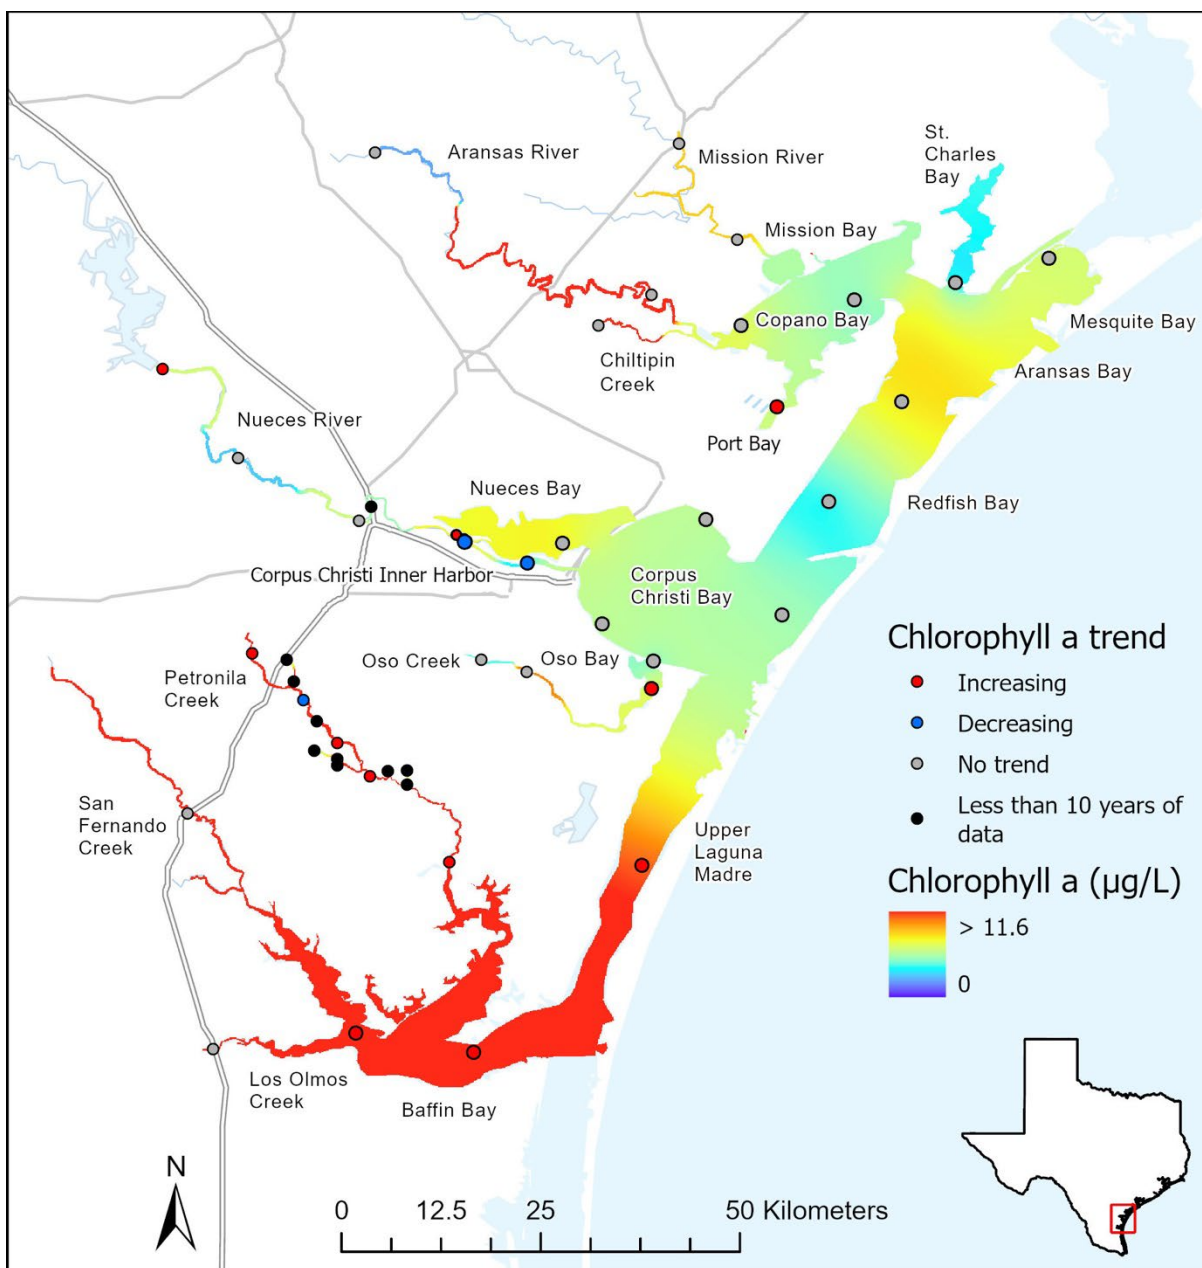 St.
Charles
Bay
Aransas River
Mission River
Mission Bay
Copano Bay
Mesquite Bay
Chiltipin
Creek
Aransas Bay
Nueces River
Port Bay
Nueces Bay
Redfish Bay
Corpus Christi Inner Harbor
Corpus
Christi Bay
Oso Creek
Oso Bay
Petronila
Creek
San
Fernando
Creek
Upper
Laguna
Madre
Los Olmos
Creek
Baffin Bay
Chlorophyll a trend
Increasing
Decreasing
No trend
Less than 10 years of
data
Chlorophyll a (µg/L)
> 11.6
0
N
0 12.5 25 50 Kilometers